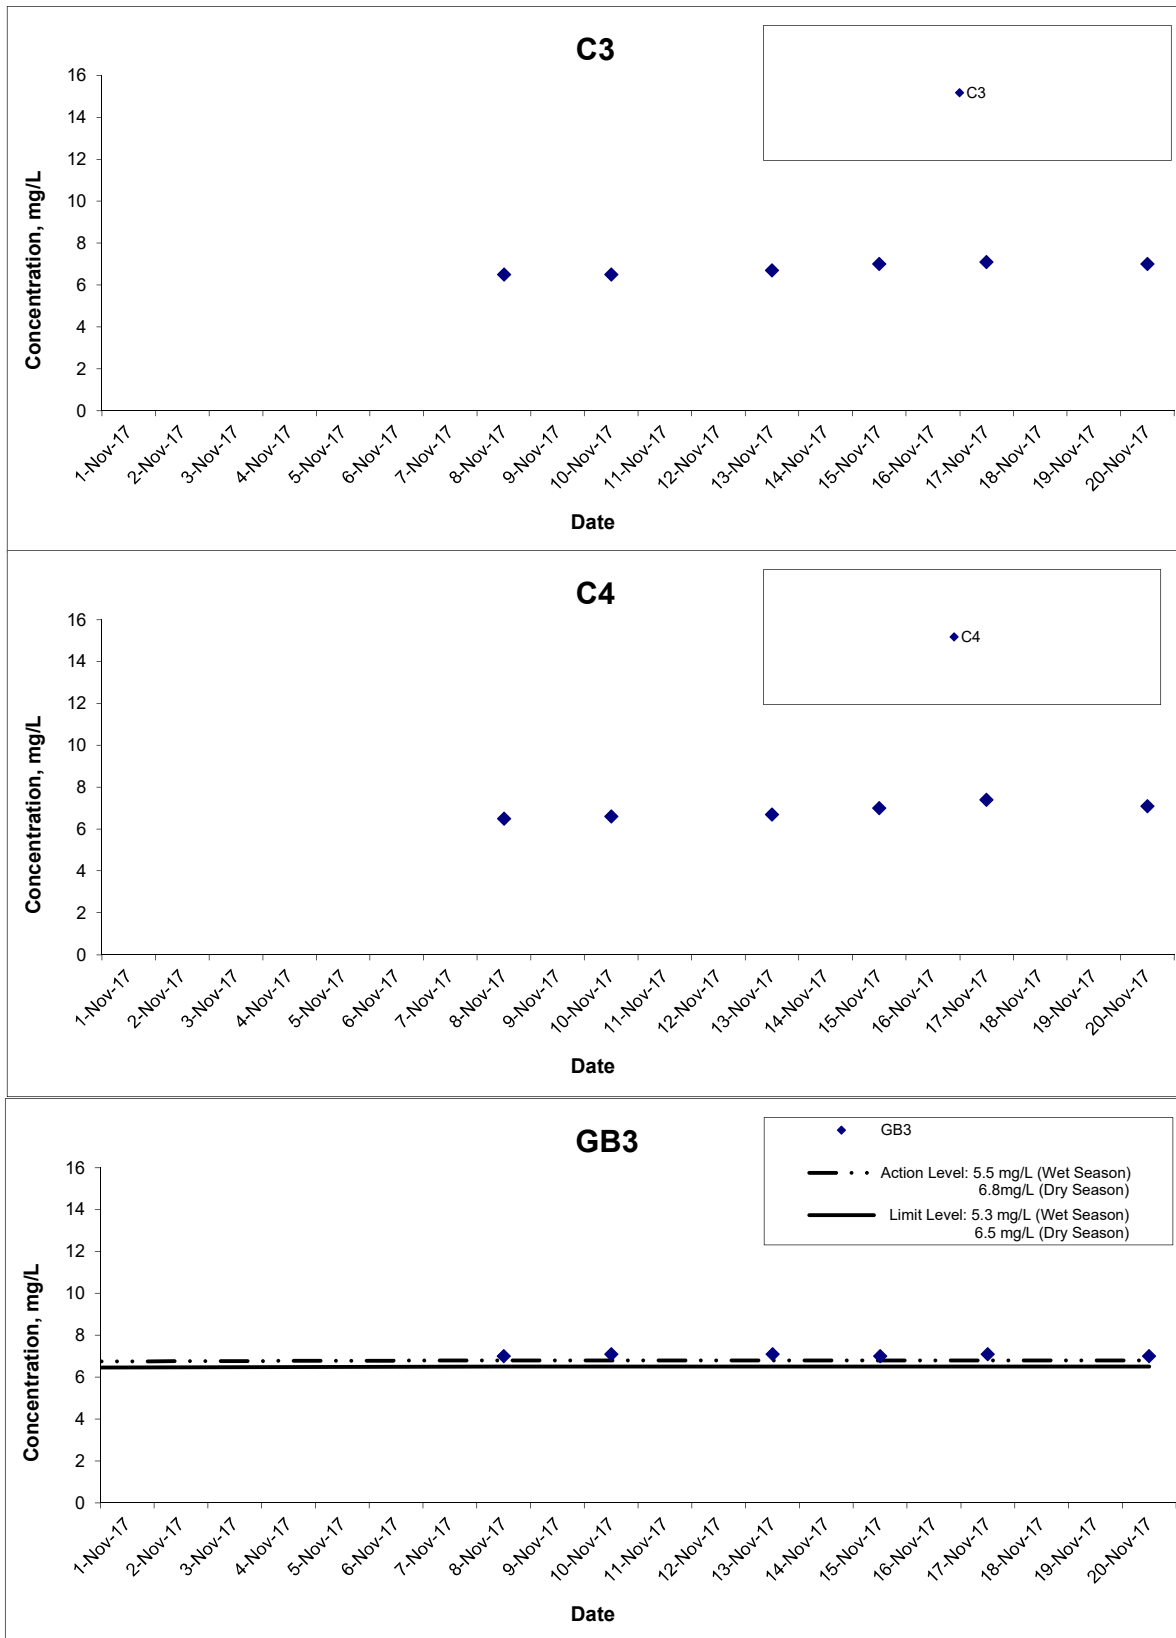 C3
C3
16
14
12
10
8
6
4
2
0
Concentration, mg/L
1-Nov-17
2-Nov-17
3-Nov-17
4-Nov-17
5-Nov-17
6-Nov-17
7-Nov-17
8-Nov-17
9-Nov-17
10-Nov-17
11-Nov-17
12-Nov-17
13-Nov-17
14-Nov-17
15-Nov-17
16-Nov-17
17-Nov-17
18-Nov-17
19-Nov-17
20-Nov-17
Date
C4
C4
16
14
12
10
8
6
4
2
0
Concentration, mg/L
1-Nov-17
2-Nov-17
3-Nov-17
4-Nov-17
5-Nov-17
6-Nov-17
7-Nov-17
8-Nov-17
9-Nov-17
10-Nov-17
11-Nov-17
12-Nov-17
13-Nov-17
14-Nov-17
15-Nov-17
16-Nov-17
17-Nov-17
18-Nov-17
19-Nov-17
20-Nov-17
Date
GB3
GB3
Action Level: 5.5 mg/L (Wet Season)
6.8mg/L (Dry Season)
Limit Level: 5.3 mg/L (Wet Season)
6.5 mg/L (Dry Season)
16
14
12
10
8
6
4
2
0
Concentration, mg/L
1-Nov-17
2-Nov-17
3-Nov-17
4-Nov-17
5-Nov-17
6-Nov-17
7-Nov-17
8-Nov-17
9-Nov-17
10-Nov-17
11-Nov-17
12-Nov-17
13-Nov-17
14-Nov-17
15-Nov-17
16-Nov-17
17-Nov-17
18-Nov-17
19-Nov-17
20-Nov-17
Date